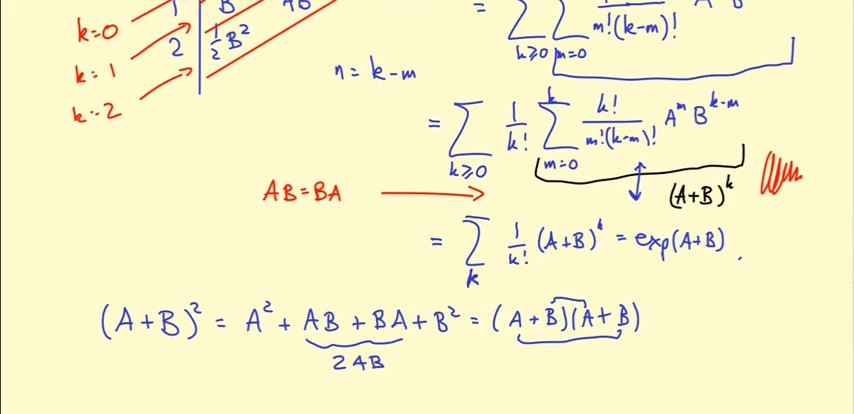 1 B AB
k=0
= ∑_{k≥0} ∑_{m=0} 1/(m!(k-m)!) A B
2 ½B²
k=1
n = k-m
k=2
= ∑_{k≥0} 1/k! ∑_{m=0}^{k} k!/(m!(k-m)!) A^m B^{k-m}
AB=BA
(A+B)^k
= ∑_k 1/k! (A+B)^k = exp(A+B).
(A+B)² = A² + AB + BA + B² = (A+B)(A+B)
2AB